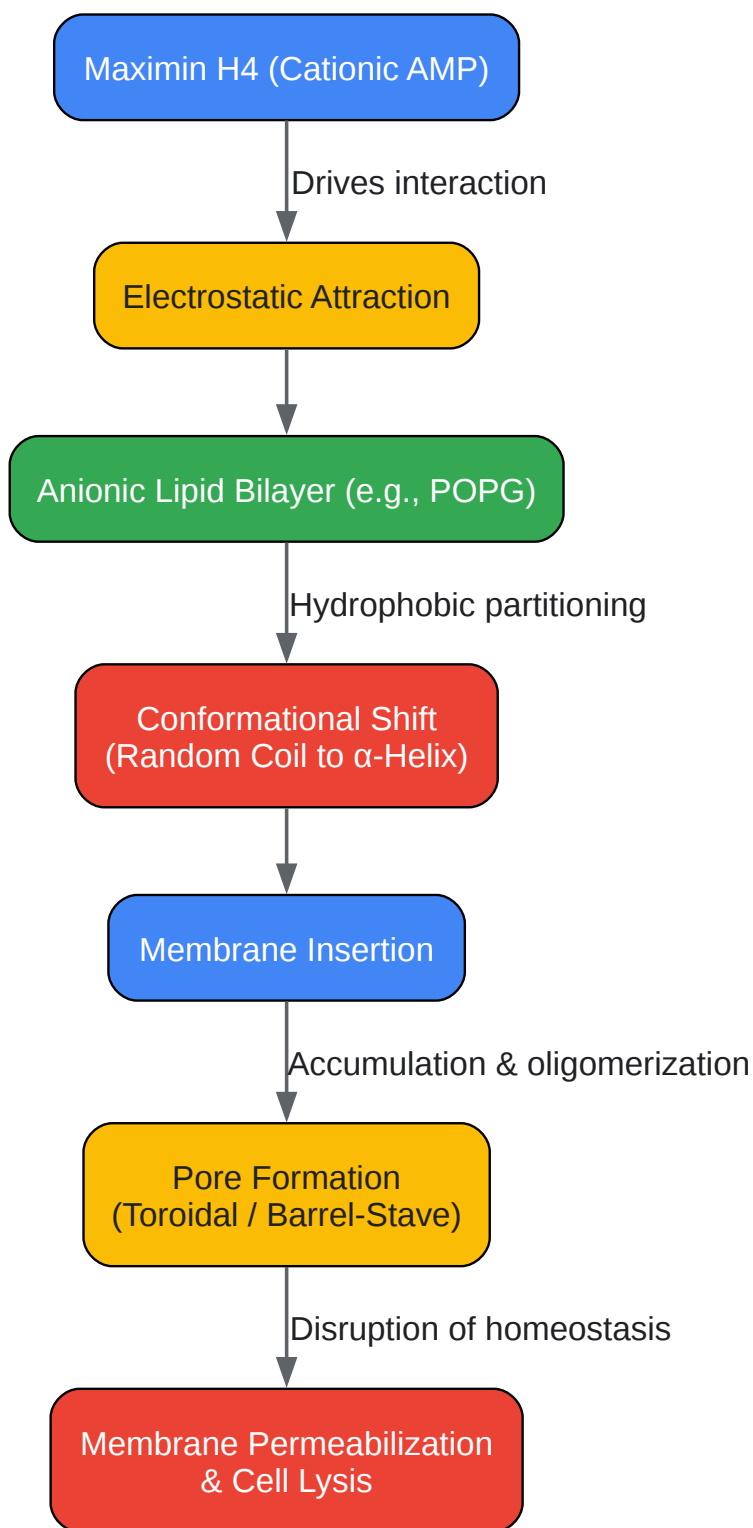 Maximin H4 (Cationic AMP)
Drives interaction
Electrostatic Attraction
Anionic Lipid Bilayer (e.g., POPG)
Hydrophobic partitioning
Conformational Shift
(Random Coil to α-Helix)
Membrane Insertion
Accumulation & oligomerization
Pore Formation
(Toroidal / Barrel-Stave)
Disruption of homeostasis
Membrane Permeabilization
& Cell Lysis